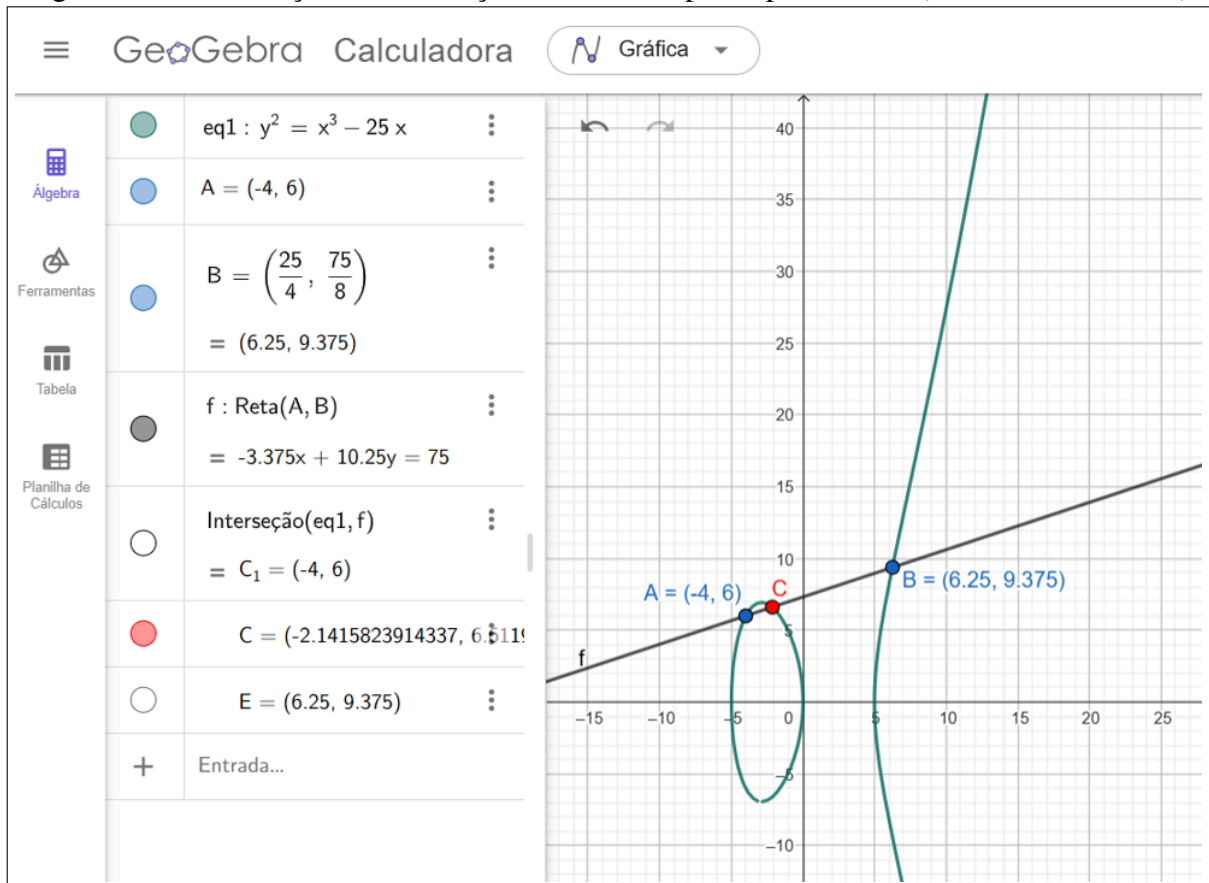 GeoGebra Calculadora Gráfica
Álgebra
Ferramentas
Tabela
Planilha de
Cálculos
eq1 : y² = x³ − 25 x
A = (-4, 6)
B = (25/4, 75/8)
= (6.25, 9.375)
f : Reta(A, B)
= -3.375x + 10.25y = 75
Interseção(eq1, f)
= C₁ = (-4, 6)
C = (-2.1415823914337,
E = (6.25, 9.375)
+ Entrada...
40
35
30
25
20
15
10
5
−5
−10
−15 −10 −5 0 5 10 15 20 25
A = (-4, 6)
C
B = (6.25, 9.375)
f